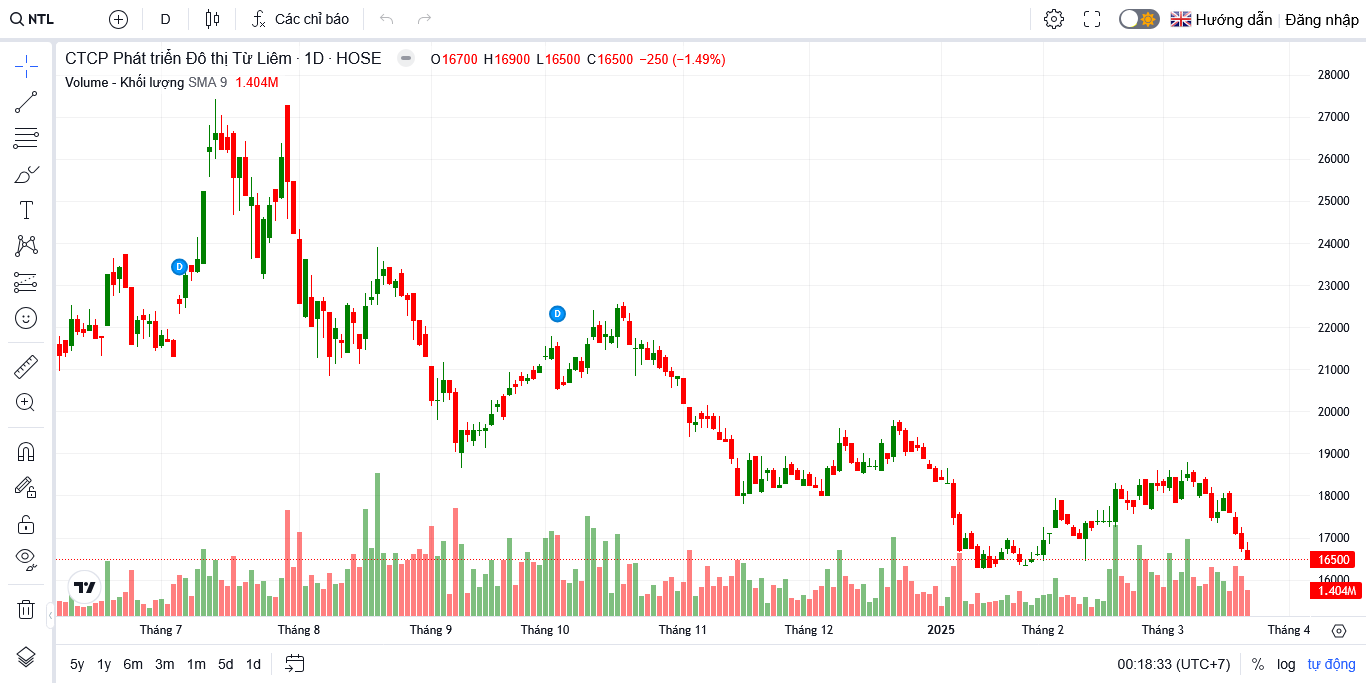 NTL D Các chỉ báo Hướng dẫn Đăng nhập
CTCP Phát triển Đô thị Từ Liêm · 1D · HOSE O16700 H16900 L16500 C16500 −250 (−1.49%)
Volume - Khối lượng SMA 9 1.404M
28000
27000
26000
25000
24000
23000
22000
21000
20000
19000
18000
17000
16500
16000
1.404M
D
D
Tháng 7 Tháng 8 Tháng 9 Tháng 10 Tháng 11 Tháng 12 2025 Tháng 2 Tháng 3 Tháng 4
5y 1y 6m 3m 1m 5d 1d 00:18:33 (UTC+7) % log tự động